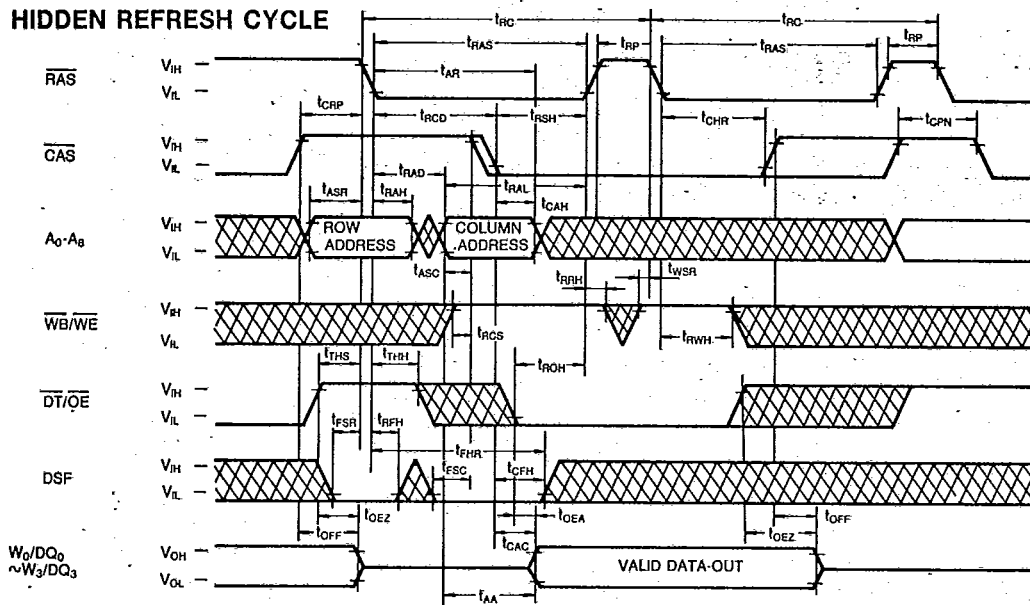 HIDDEN REFRESH CYCLE
tRC
tRC
tRAS
tRP
tRAS
tRP
RAS
VIH
VIL
tAR
tCRP
tRCD
tRSH
tCHR
tCPN
CAS
VIH
VIL
tRAD
tRAL
tASR
tRAH
tCAH
A0-A8
VIH
VIL
ROW
ADDRESS
COLUMN
ADDRESS
tASC
tRRH
tWSR
WB/WE
VIH
VIL
tRCS
tRWH
tTHS
tTHH
tROH
DT/OE
VIH
VIL
tFSR
tRFH
tFHR
DSF
VIH
VIL
tFSC
tCFH
tOEZ
tOEA
tOFF
tOFF
tOEZ
tCAC
W0/DQ0
~W3/DQ3
VOH
VOL
VALID DATA-OUT
tAA